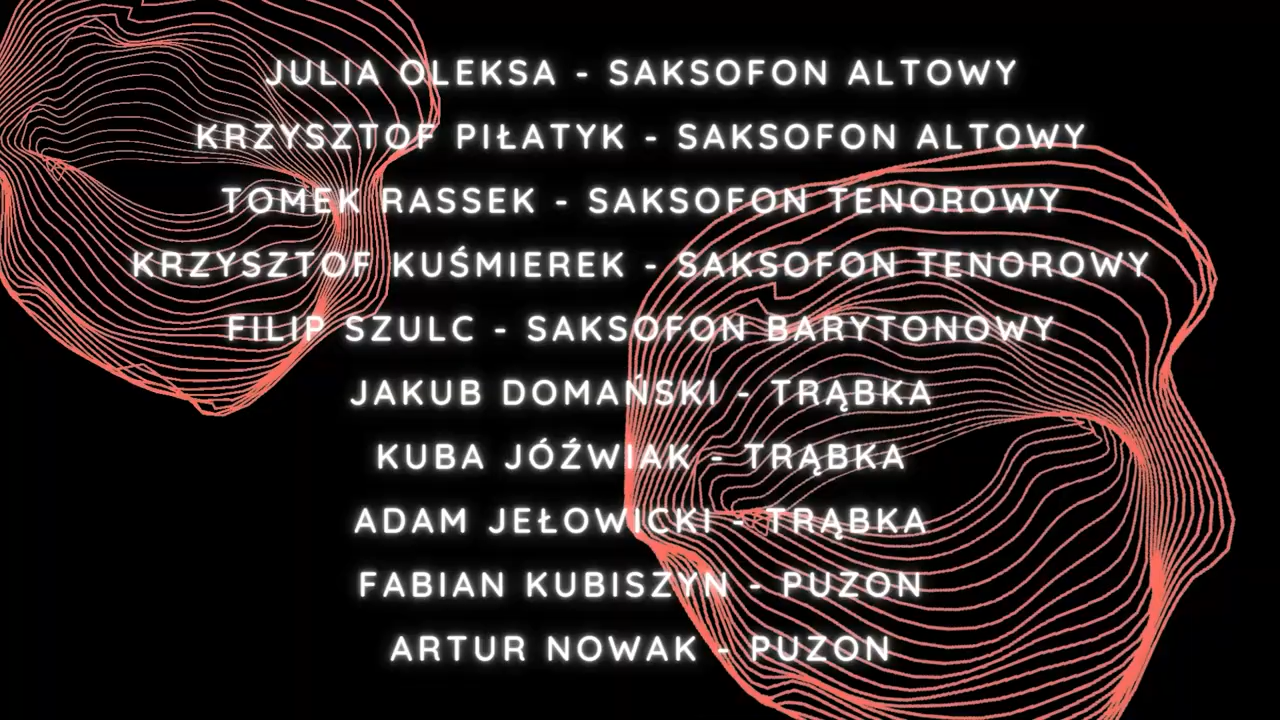 JULIA OLEKSA - SAKSOFON ALTOWY
KRZYSZTOF PIŁATYK - SAKSOFON ALTOWY
TOMEK RASSEK - SAKSOFON TENOROWY
KRZYSZTOF KUŚMIEREK - SAKSOFON TENOROWY
FILIP SZULC - SAKSOFON BARYTONOWY
JAKUB DOMAŃSKI - TRĄBKA
KUBA JÓŹWIAK - TRĄBKA
ADAM JEŁOWICKI - TRĄBKA
FABIAN KUBISZYN - PUZON
ARTUR NOWAK - PUZON